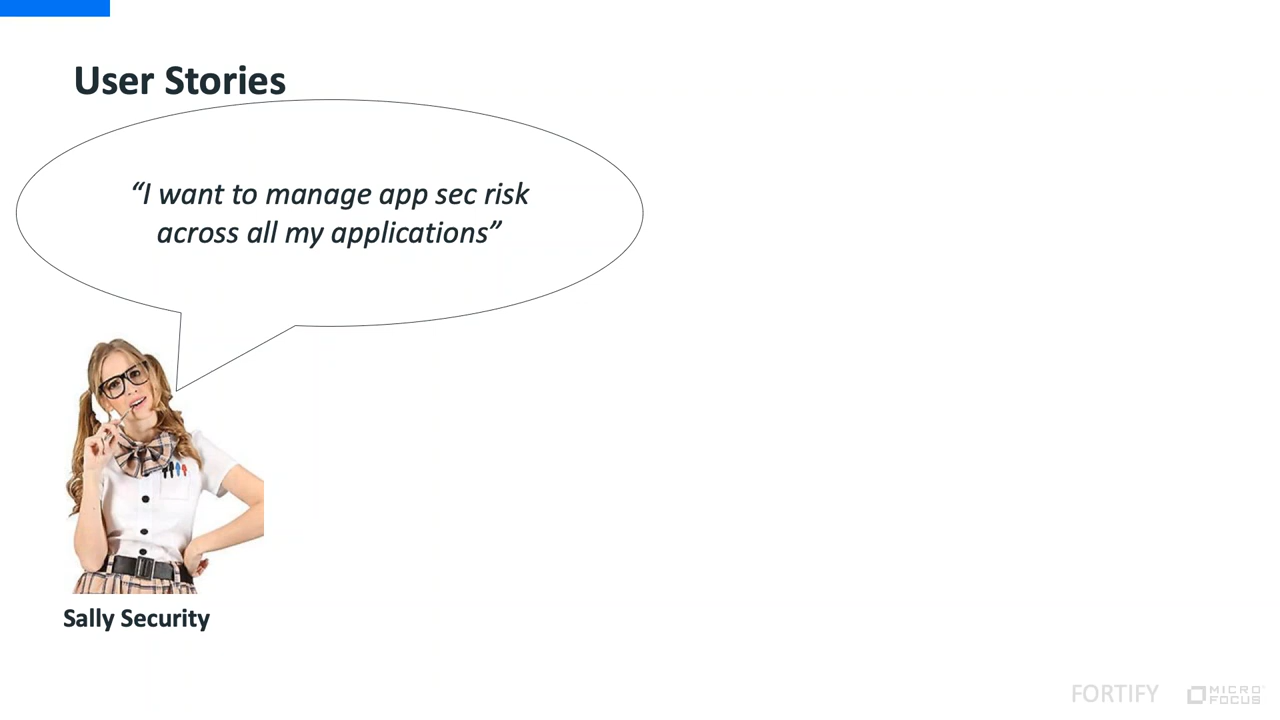 User Stories
“I want to manage app sec risk
across all my applications”
Sally Security
FORTIFY
MICRO
FOCUS